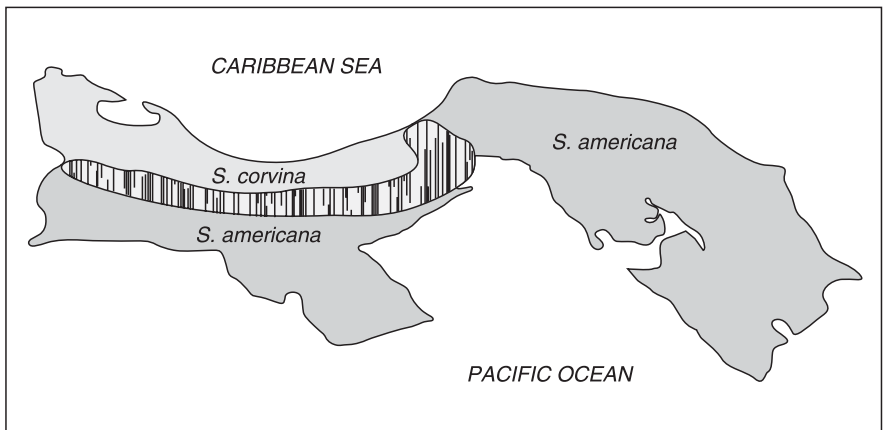 CARIBBEAN SEA
S. americana
S. corvina
S. americana
PACIFIC OCEAN